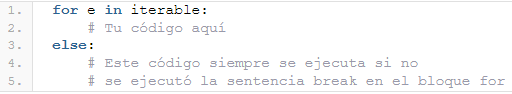 1. for e in iterable:
2.     # Tu código aquí
3. else:
4.     # Este código siempre se ejecuta si no
5.     # se ejecutó la sentencia break en el bloque for